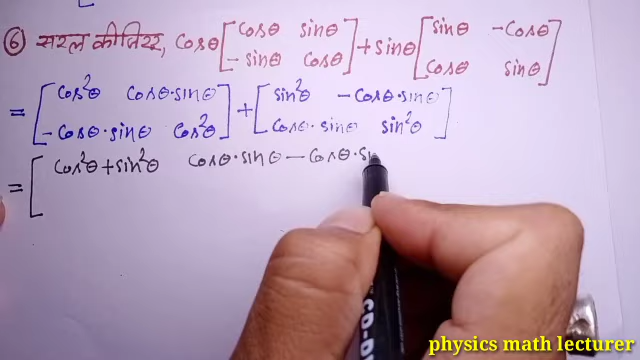 ⑥ सरल कीजिए, cosθ [ cosθ sinθ
- sinθ cosθ ] + sinθ [ sinθ -cosθ
cosθ sinθ ]
= [ cos²θ cosθ·sinθ
-cosθ·sinθ cos²θ ] + [ sin²θ -cosθ·sinθ
cosθ·sinθ sin²θ ]
= [ cos²θ+sin²θ cosθ·sinθ - cosθ·si
physics math lecturer